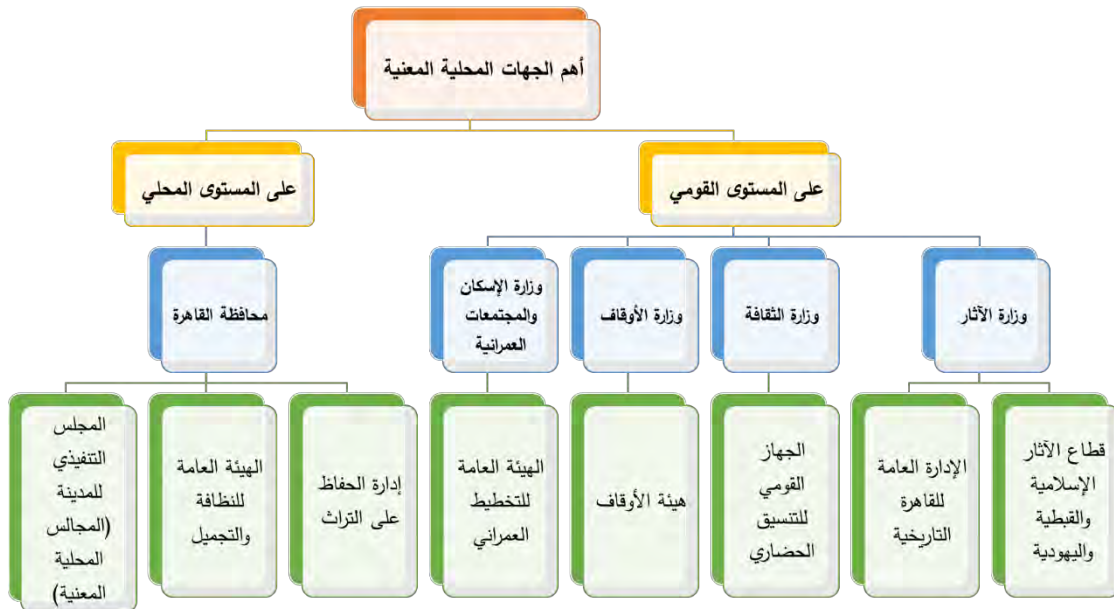 أهم الجهات المحلية المعنية
على المستوى القومي
على المستوى المحلي
وزارة الآثار
وزارة الثقافة
وزارة الأوقاف
وزارة الإسكان
والمجتمعات
العمرانية
محافظة القاهرة
قطاع الآثار
الإسلامية
والقبطية
واليهودية
الإدارة العامة
للقاهرة
التاريخية
الجهاز
القومي
للتنسيق
الحضاري
هيئة الأوقاف
الهيئة العامة
للتخطيط
العمراني
إدارة الحفاظ
على التراث
الهيئة العامة
للنظافة
والتجميل
المجلس
التنفيذي
للمدينة
(المجالس
المحلية
المعنية)